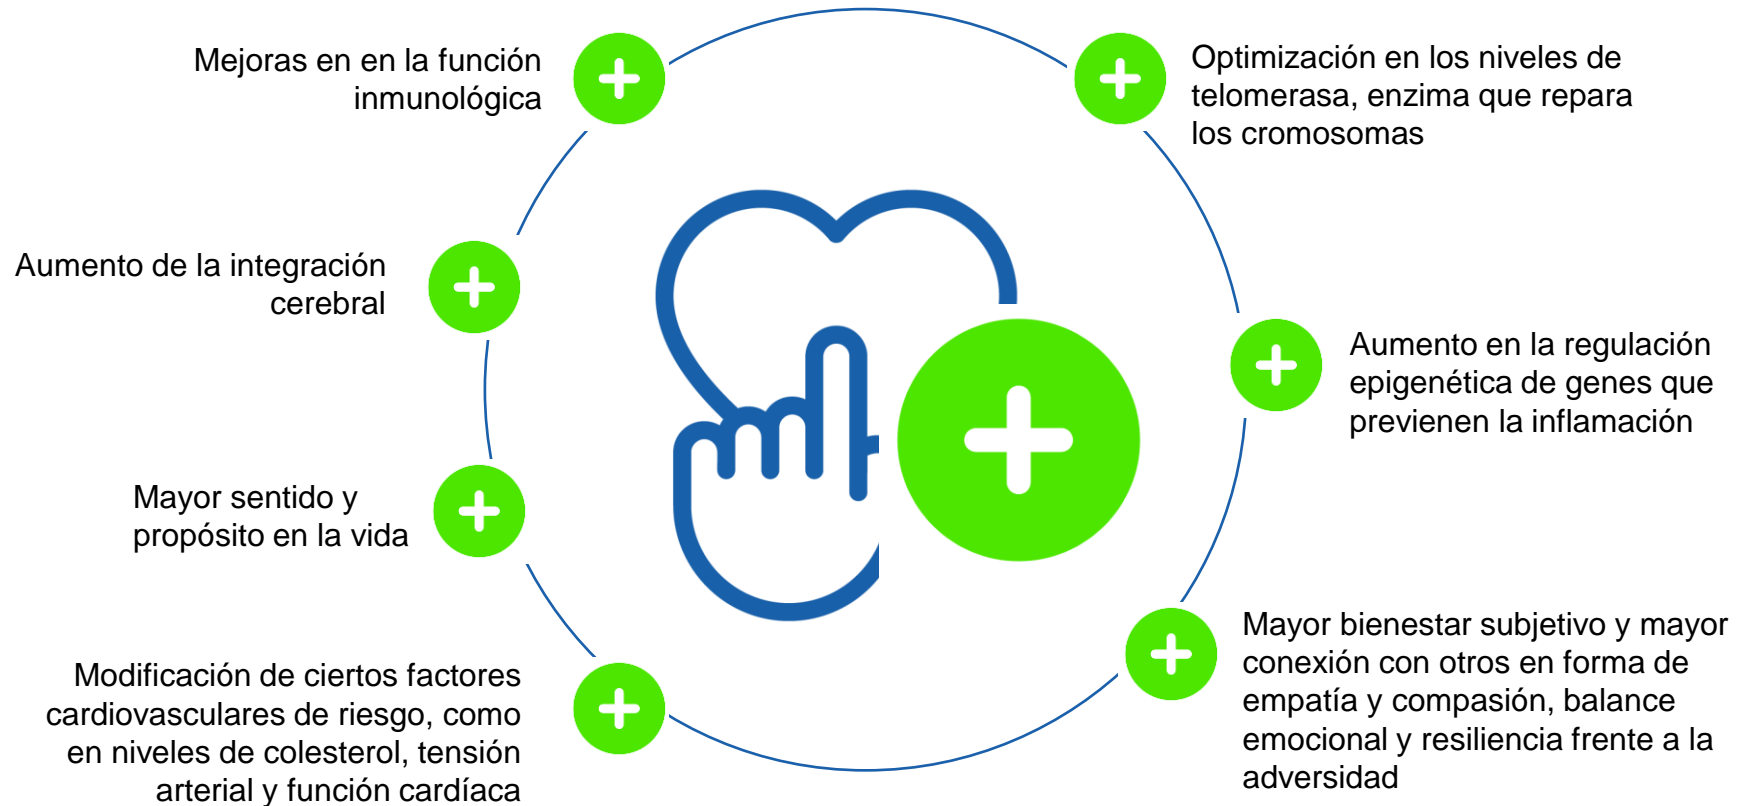 Mejoras en en la función
inmunológica
Optimización en los niveles de
telomerasa, enzima que repara
los cromosomas
Aumento de la integración
cerebral
Aumento en la regulación
epigenética de genes que
previenen la inflamación
Mayor sentido y
propósito en la vida
Mayor bienestar subjetivo y mayor
conexión con otros en forma de
empatía y compasión, balance
emocional y resiliencia frente a la
adversidad
Modificación de ciertos factores
cardiovasculares de riesgo, como
en niveles de colesterol, tensión
arterial y función cardíaca